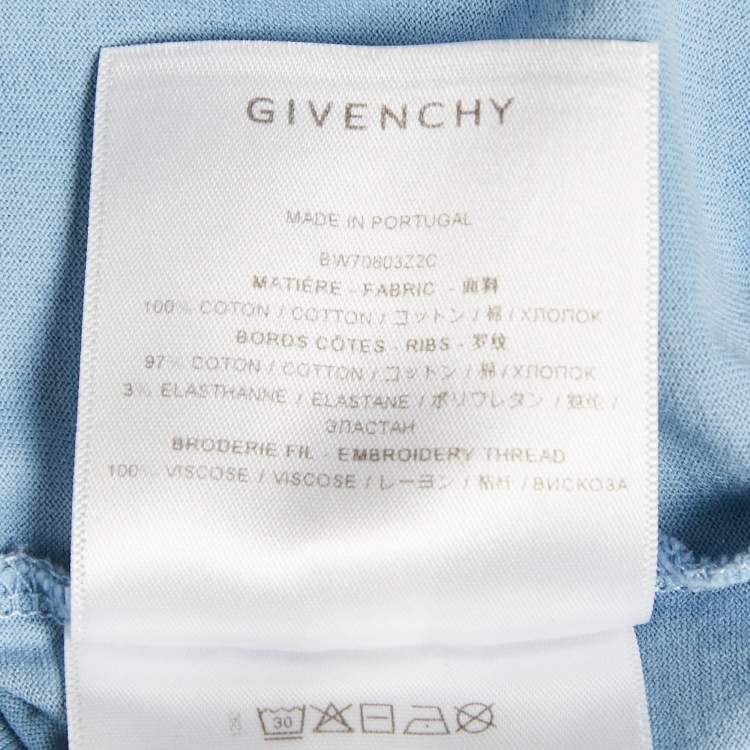 GIVENCHY
MADE IN PORTUGAL
BW70803Z2C
MATIÈRE - FABRIC - 面料
100% COTON / COTTON / コットン / 棉 / ХЛОПОК
BORDS CÔTES - RIBS - 罗纹
97% COTON / COTTON / コットン / 棉 / ХЛОПОК
3% ELASTHANNE / ELASTANE / ポリウレタン /
ЭЛАСТАН
BRODERIE FIL - EMBROIDERY THREAD
100% VISCOSE / VISCOSE / レーヨン / 粘纤 / ВИСКОЗА
30